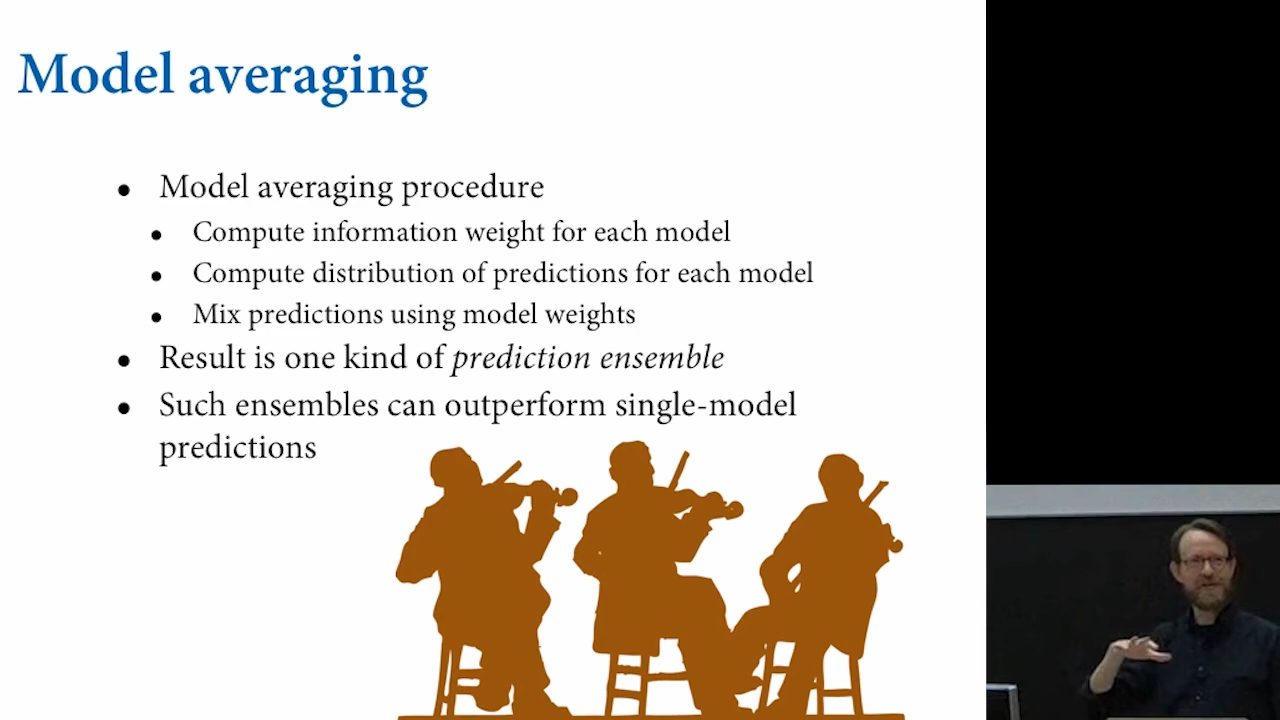 Model averaging
• Model averaging procedure
• Compute information weight for each model
• Compute distribution of predictions for each model
• Mix predictions using model weights
• Result is one kind of prediction ensemble
• Such ensembles can outperform single-model
predictions